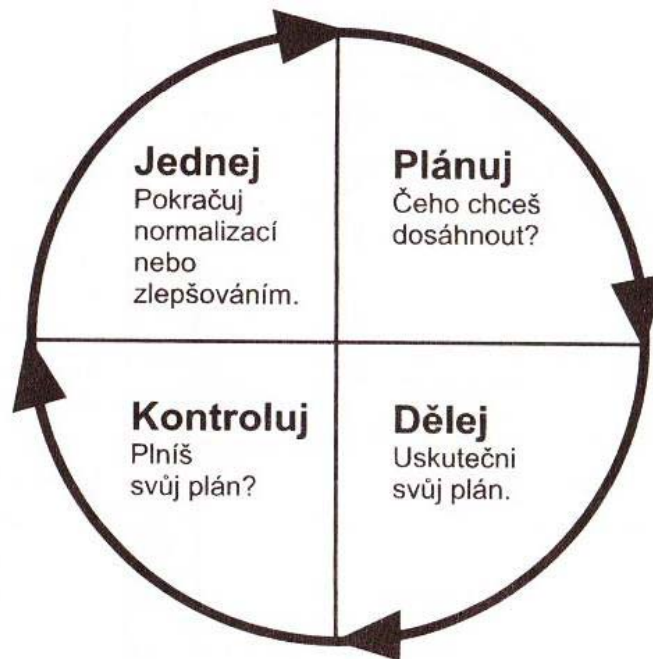 Jednej
Pokračuj
normalizací
nebo
zlepšováním.
Plánuj
Čeho chceš
dosáhnout?
Kontroluj
Plníš
svůj plán?
Dělej
Uskutečni
svůj plán.